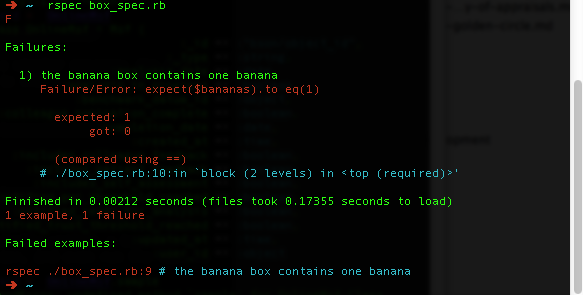 ➜ ~ rspec box_spec.rb
F

Failures:

  1) the banana box contains one banana
     Failure/Error: expect($bananas).to eq(1)

       expected: 1
            got: 0

       (compared using ==)
     # ./box_spec.rb:10:in `block (2 levels) in <top (required)>'

Finished in 0.00212 seconds (files took 0.17355 seconds to load)
1 example, 1 failure

Failed examples:

rspec ./box_spec.rb:9 # the banana box contains one banana
➜ ~